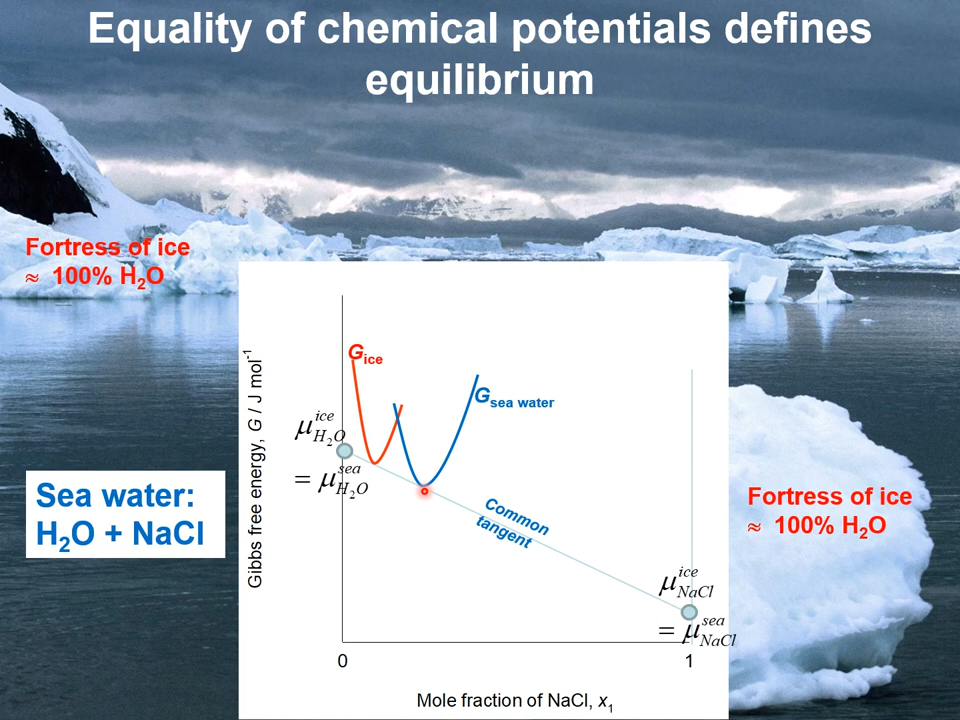 Equality of chemical potentials defines
equilibrium
Fortress of ice
≈ 100% H₂O
G_ice
G_sea water
Gibbs free energy, G / J mol⁻¹
μ^ice_H₂O
= μ^sea_H₂O
Sea water:
H₂O + NaCl
Common
tangent
Fortress of ice
≈ 100% H₂O
μ^ice_NaCl
= μ^sea_NaCl
0
1
Mole fraction of NaCl, x₁